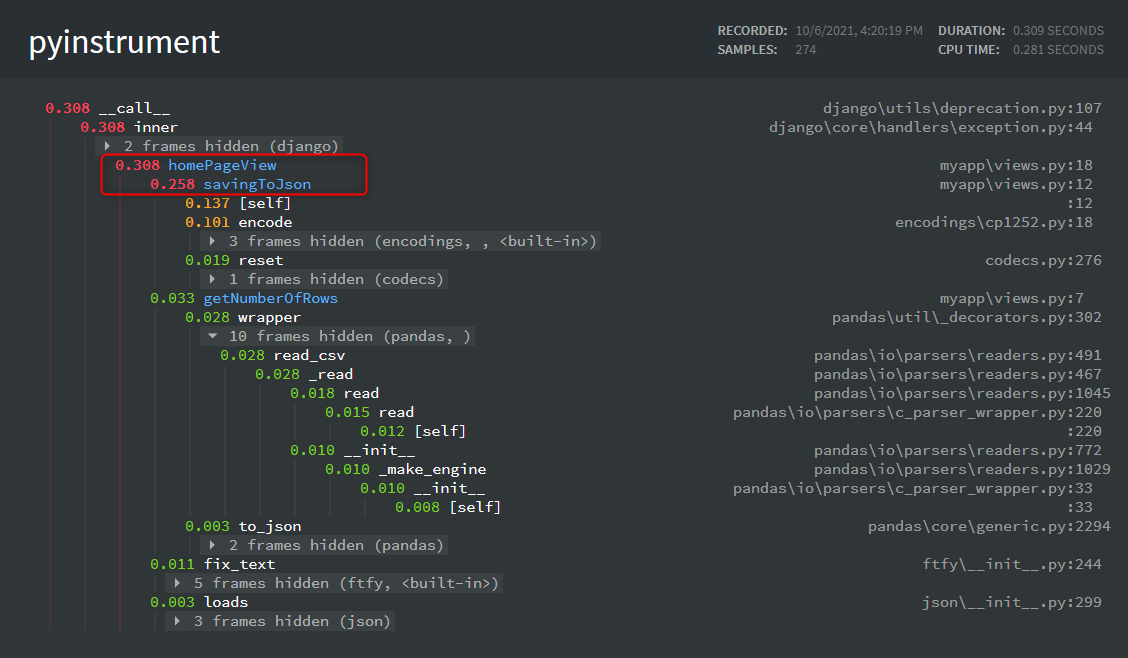 pyinstrument
RECORDED: 10/6/2021, 4:20:19 PM DURATION: 0.309 SECONDS
SAMPLES: 274 CPU TIME: 0.281 SECONDS
0.308 __call__ django\utils\deprecation.py:107
0.308 inner django\core\handlers\exception.py:44
2 frames hidden (django)
0.308 homePageView myapp\views.py:18
0.258 savingToJson myapp\views.py:12
0.137 [self] :12
0.101 encode encodings\cp1252.py:18
3 frames hidden (encodings, , <built-in>)
0.019 reset codecs.py:276
1 frames hidden (codecs)
0.033 getNumberOfRows myapp\views.py:7
0.028 wrapper pandas\util\_decorators.py:302
10 frames hidden (pandas, )
0.028 read_csv pandas\io\parsers\readers.py:491
0.028 _read pandas\io\parsers\readers.py:467
0.018 read pandas\io\parsers\readers.py:1045
0.015 read pandas\io\parsers\c_parser_wrapper.py:220
0.012 [self] :220
0.010 __init__ pandas\io\parsers\readers.py:772
0.010 _make_engine pandas\io\parsers\readers.py:1029
0.010 __init__ pandas\io\parsers\c_parser_wrapper.py:33
0.008 [self] :33
0.003 to_json pandas\core\generic.py:2294
2 frames hidden (pandas)
0.011 fix_text ftfy\__init__.py:244
5 frames hidden (ftfy, <built-in>)
0.003 loads json\__init__.py:299
3 frames hidden (json)